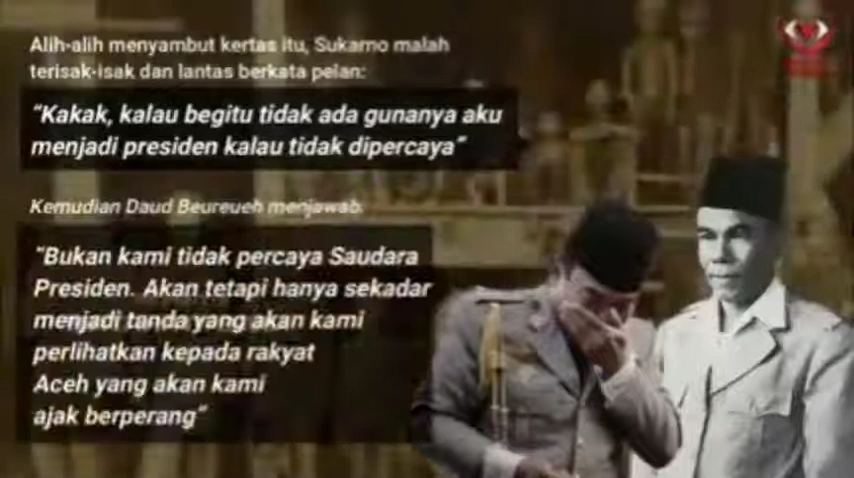 Alih-alih menyambut kertas itu, Sukarno malah
terisak-isak dan lantas berkata pelan:
“Kakak, kalau begitu tidak ada gunanya aku
menjadi presiden kalau tidak dipercaya”
Kemudian Daud Beureueh menjawab:
“Bukan kami tidak percaya Saudara
Presiden. Akan tetapi hanya sekadar
menjadi tanda yang akan kami
perlihatkan kepada rakyat
Aceh yang akan kami
ajak berperang”